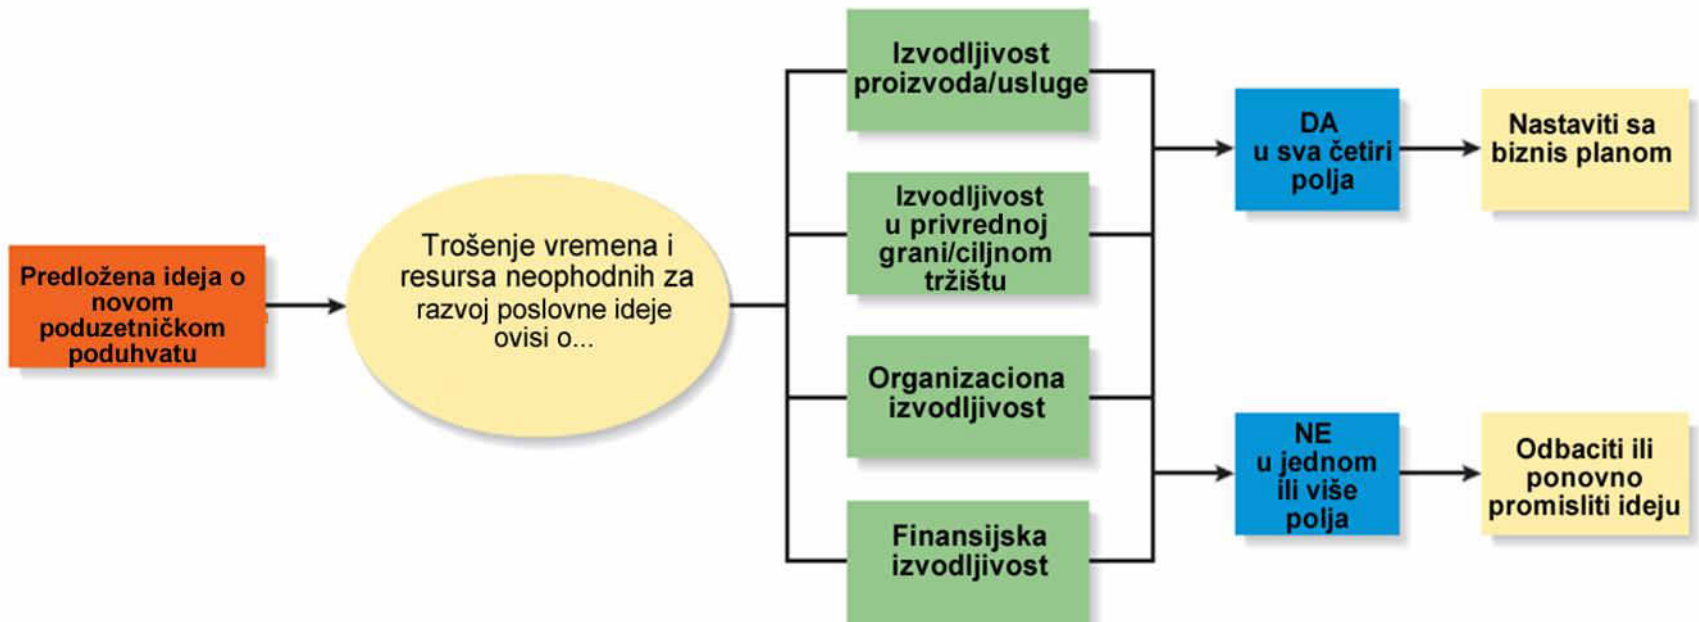 Predložena ideja o
novom
poduzetničkom
poduhvatu
Trošenje vremena i
resursa neophodnih za
razvoj poslovne ideje
ovisi o...
Izvodljivost
proizvoda/usluge
Izvodljivost
u privrednoj
grani/ciljnom
tržištu
Organizaciona
izvodljivost
Finansijska
izvodljivost
DA
u sva četiri
polja
Nastaviti sa
biznis planom
NE
u jednom
ili više
polja
Odbaciti ili
ponovno
promisliti ideju